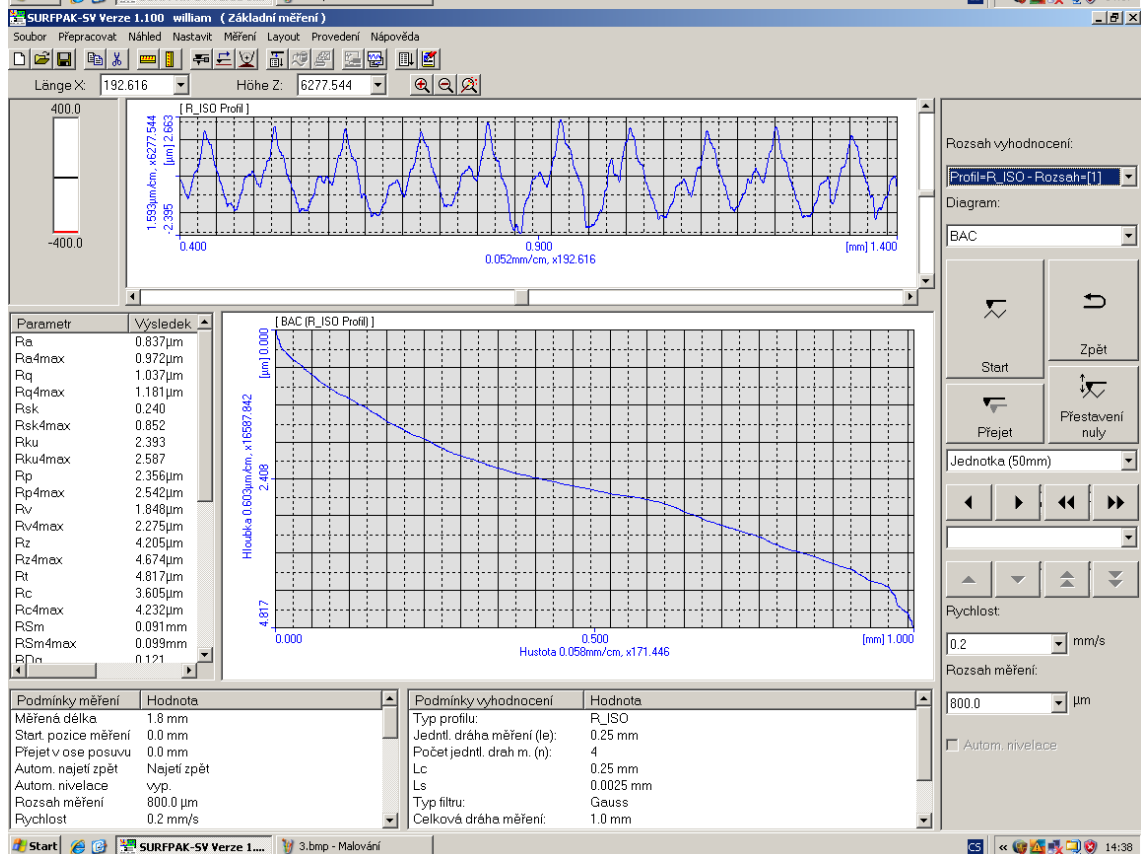 SURFPAK-SV Verze 1.100 william ( Základní měření )
Soubor Přepracovat Náhled Nastavit Měření Layout Provedení Nápověda
Länge X: 192.616 Höhe Z: 6277.544
400.0
-400.0
[ R_ISO Profil ]
1.593µm/cm, x6277.544
-2.395 [µm] 2.663
0.400 0.900 [mm] 1.400
0.052mm/cm, x192.616
Rozsah vyhodnocení:
Profil=R_ISO - Rozsah=[1]
Diagram:
BAC
Start
Zpět
Přejet
Přestavení
nuly
Jednotka (50mm)
Rychlost:
0.2 mm/s
Rozsah měření:
800.0 µm
Autom. nivelace
Parametr Výsledek
Ra 0.837µm
Ra4max 0.972µm
Rq 1.037µm
Rq4max 1.181µm
Rsk 0.240
Rsk4max 0.852
Rku 2.393
Rku4max 2.587
Rp 2.356µm
Rp4max 2.542µm
Rv 1.848µm
Rv4max 2.275µm
Rz 4.205µm
Rz4max 4.674µm
Rt 4.817µm
Rc 3.605µm
Rc4max 4.232µm
RSm 0.091mm
RSm4max 0.099mm
RDq 0.121
[ BAC (R_ISO Profil) ]
Hloubka 0.603µm/cm, x16587.842
4.817 2.408 [µm] 0.000
0.000 0.500 [mm] 1.000
Hustota 0.058mm/cm, x171.446
Podmínky měření Hodnota
Měřená délka 1.8 mm
Start. pozice měření 0.0 mm
Přejet v ose posuvu 0.0 mm
Autom. najetí zpět Najetí zpět
Autom. nivelace vyp.
Rozsah měření 800.0 µm
Rychlost 0.2 mm/s
Podmínky vyhodnocení Hodnota
Typ profilu: R_ISO
Jedntl. dráha měření (le): 0.25 mm
Počet jedntl. drah m. (n): 4
Lc 0.25 mm
Ls 0.0025 mm
Typ filtru: Gauss
Celková dráha měření: 1.0 mm
Start SURFPAK-SV Verze 1.... 3.bmp - Malování CS 14:38